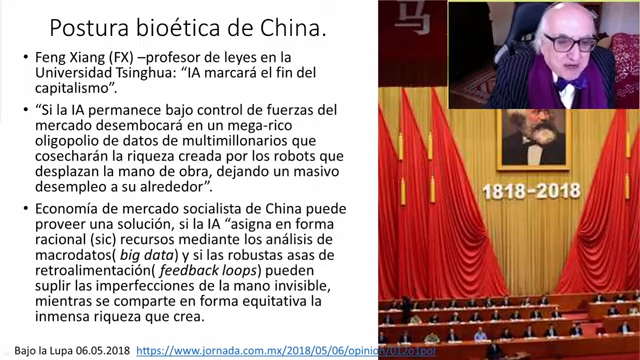 Postura bioética de China.
• Feng Xiang (FX) –profesor de leyes en la
Universidad Tsinghua: “IA marcará el fin del
capitalismo”.
• “Si la IA permanece bajo control de fuerzas del
mercado desembocará en un mega-rico
oligopolio de datos de multimillonarios que
cosecharán la riqueza creada por los robots que
desplazan la mano de obra, dejando un masivo
desempleo a su alrededor”.
• Economía de mercado socialista de China puede
proveer una solución, si la IA “asigna en forma
racional (sic) recursos mediante los análisis de
macrodatos( big data) y si las robustas asas de
retroalimentación( feedback loops) pueden
suplir las imperfecciones de la mano invisible,
mientras se comparte en forma equitativa la
inmensa riqueza que crea.
马
1818-2018
Bajo la Lupa 06.05.2018 https://www.jornada.com.mx/2018/05/06/opinion/012o1pol